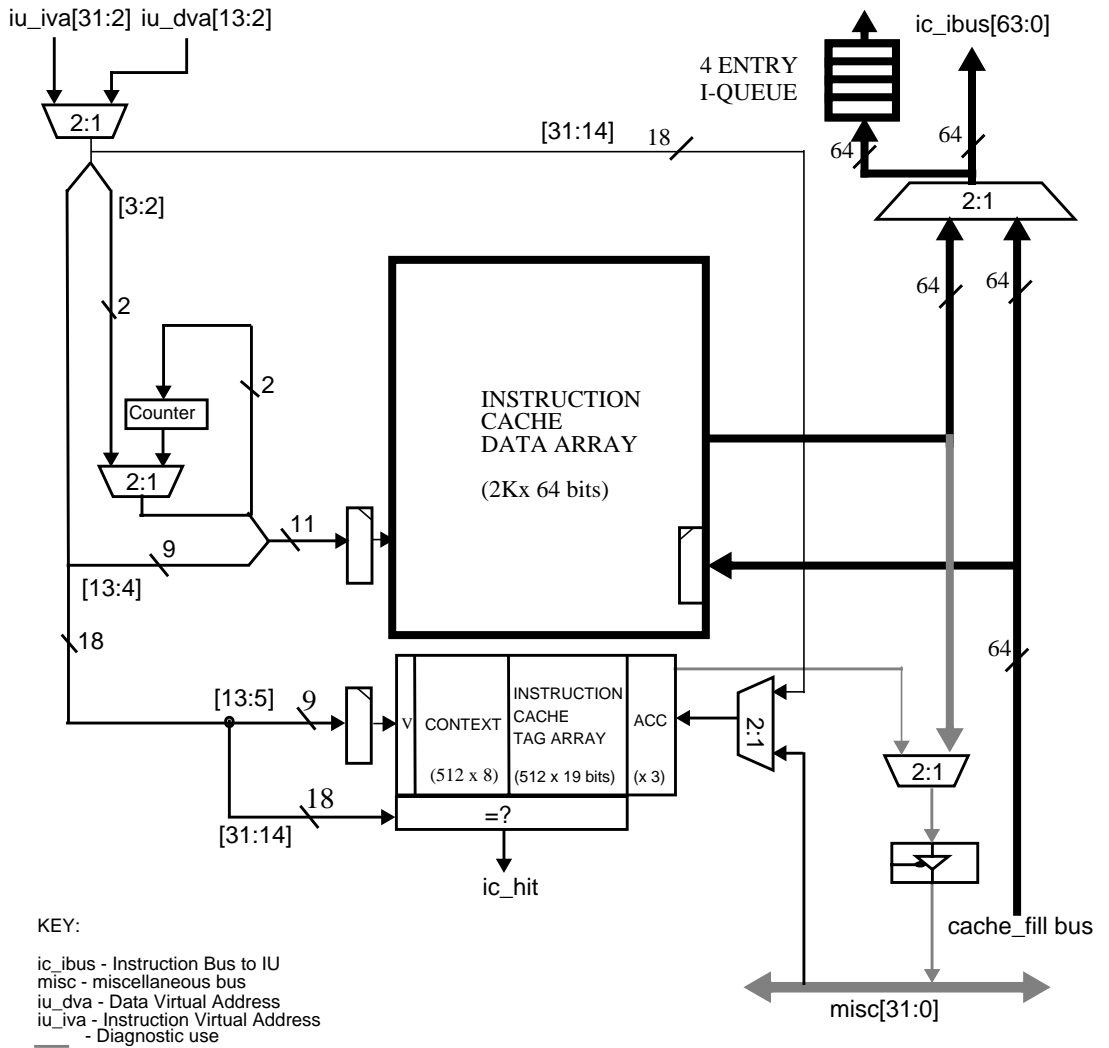 iu_iva[31:2] iu_dva[13:2]
ic_ibus[63:0]
4 ENTRY
I-QUEUE
2:1
[31:14]
18
64
64
2:1
[3:2]
2
64
64
2
Counter
2:1
INSTRUCTION
CACHE
DATA ARRAY
(2Kx 64 bits)
11
9
[13:4]
18
64
[13:5]
9
V
CONTEXT
(512 x 8)
INSTRUCTION
CACHE
TAG ARRAY
(512 x 19 bits)
ACC
(x 3)
2:1
2:1
18
[31:14]
=?
ic_hit
cache_fill bus
misc[31:0]
KEY:
ic_ibus - Instruction Bus to IU
misc - miscellaneous bus
iu_dva - Data Virtual Address
iu_iva - Instruction Virtual Address
- Diagnostic use